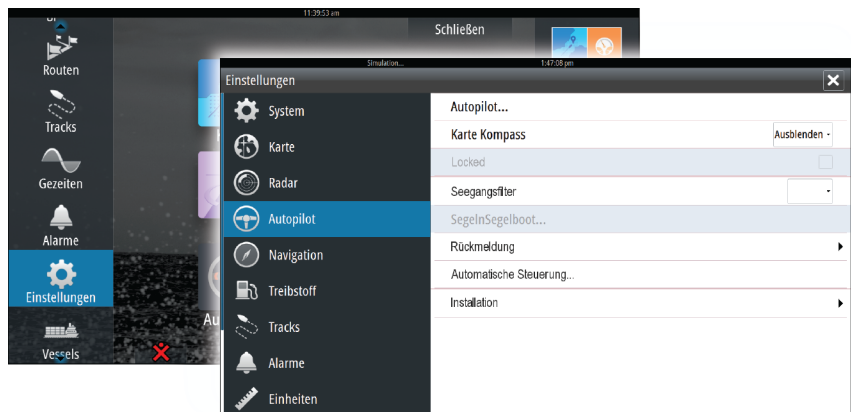 11:39:53 am
Schließen
Routen
Tracks
Gezeiten
Alarme
Einstellungen
Vessels
Au
Simulation...
1:47:08 pm
Einstellungen
System
Karte
Radar
Autopilot
Navigation
Treibstoff
Tracks
Alarme
Einheiten
Autopilot...
Karte Kompass
Ausblenden
Locked
Seegangsfilter
SegelnSegelboot...
Rückmeldung
Automatische Steuerung...
Installation